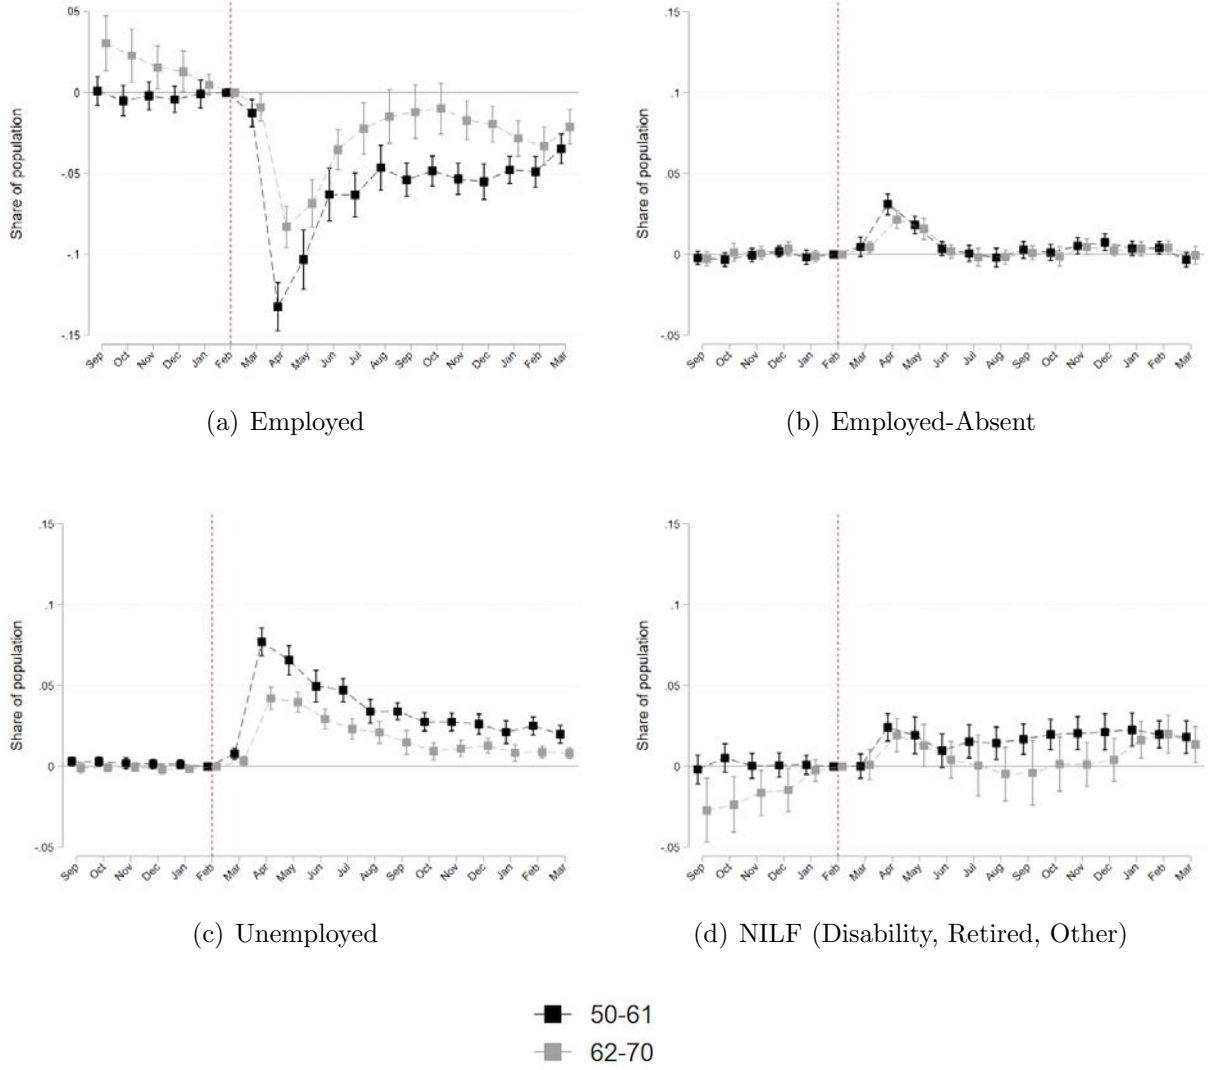 Share of population
.05
0
-.05
-.1
-.15
Sep Oct Nov Dec Jan Feb Mar Apr May Jun Jul Aug Sep Oct Nov Dec Jan Feb Mar
(a) Employed
Share of population
.15
.1
.05
0
-.05
Sep Oct Nov Dec Jan Feb Mar Apr May Jun Jul Aug Sep Oct Nov Dec Jan Feb Mar
(b) Employed-Absent
Share of population
.15
.1
.05
0
-.05
Sep Oct Nov Dec Jan Feb Mar Apr May Jun Jul Aug Sep Oct Nov Dec Jan Feb Mar
(c) Unemployed
Share of population
.15
.1
.05
0
-.05
Sep Oct Nov Dec Jan Feb Mar Apr May Jun Jul Aug Sep Oct Nov Dec Jan Feb Mar
(d) NILF (Disability, Retired, Other)
50-61
62-70